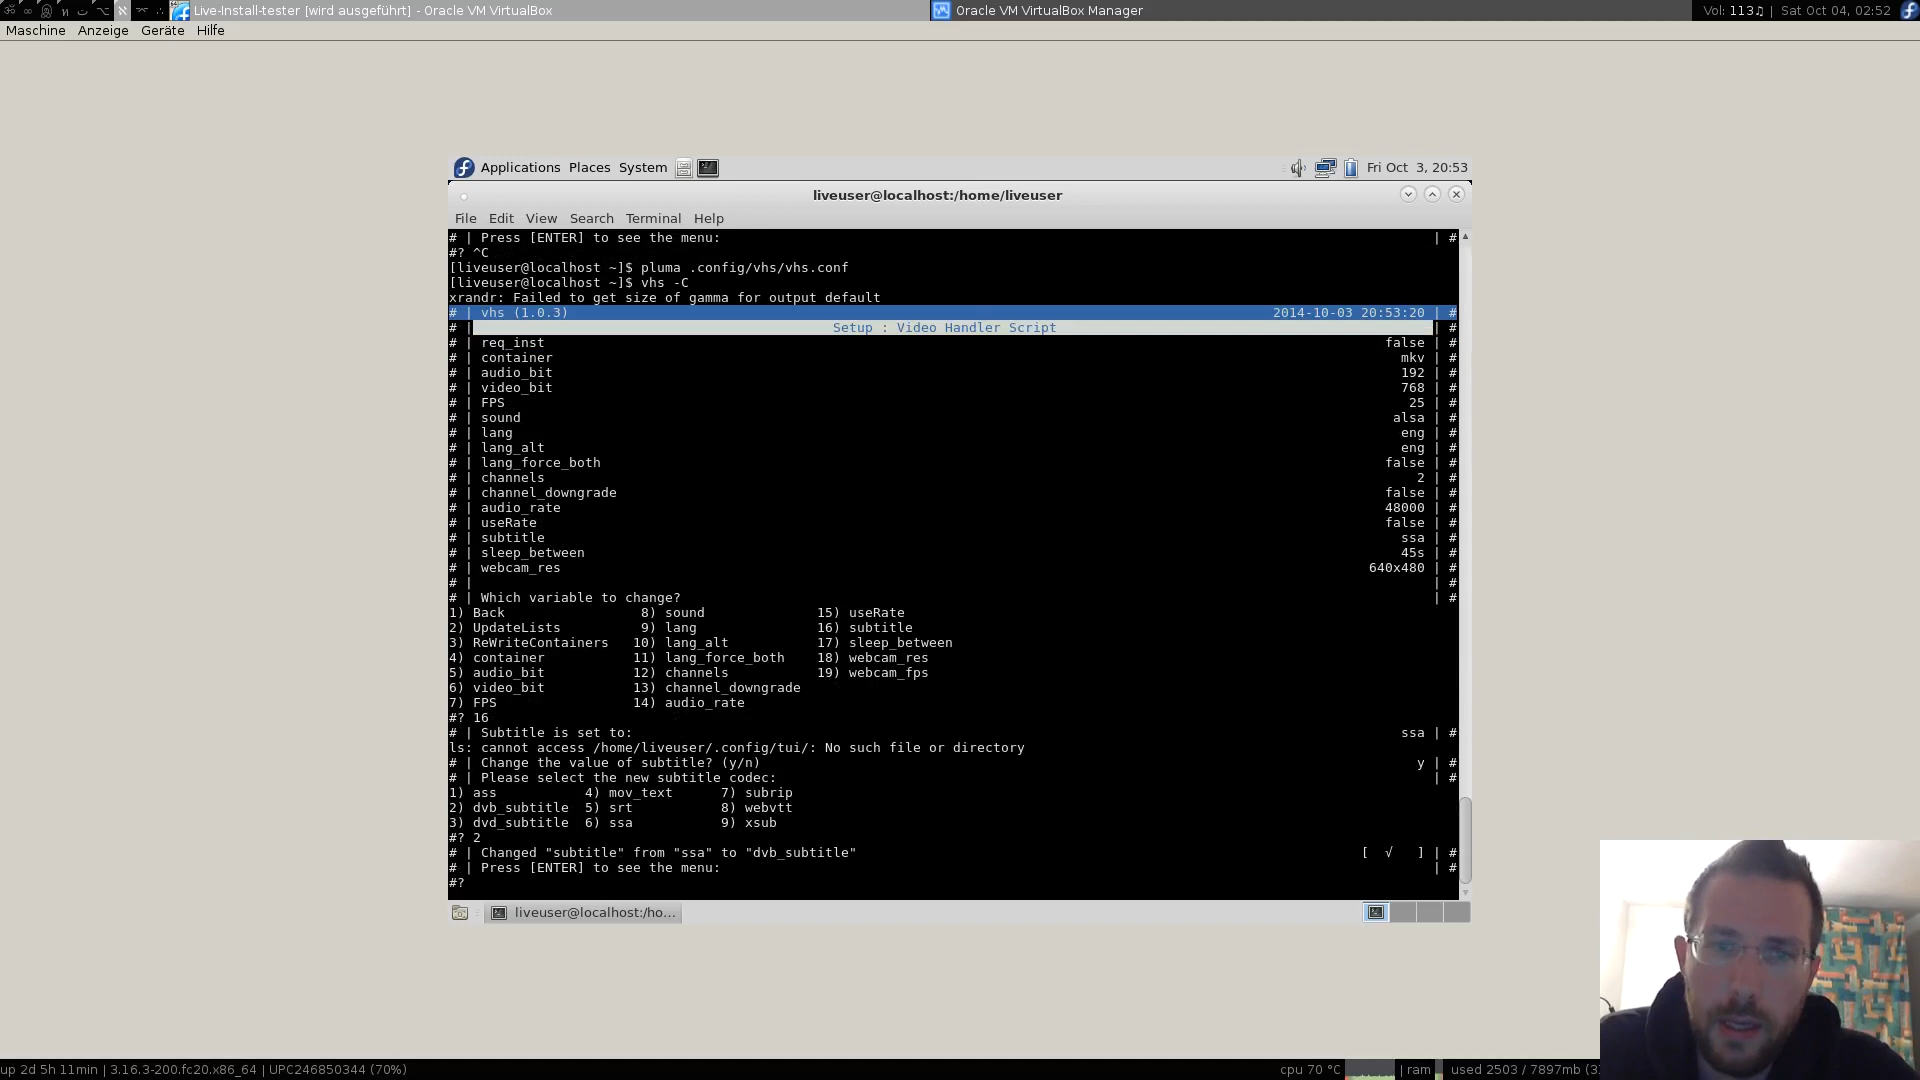 Live-Install-tester [wird ausgeführt] - Oracle VM VirtualBox
Oracle VM VirtualBox Manager
Vol: 113♫ | Sat Oct 04, 02:52
Maschine Anzeige Geräte Hilfe
Applications Places System
Fri Oct 3, 20:53
liveuser@localhost:/home/liveuser
File Edit View Search Terminal Help
# | Press [ENTER] to see the menu: | #
#? ^C
[liveuser@localhost ~]$ pluma .config/vhs/vhs.conf
[liveuser@localhost ~]$ vhs -C
xrandr: Failed to get size of gamma for output default
# | vhs (1.0.3) 2014-10-03 20:53:20 | #
# | Setup : Video Handler Script | #
# | req_inst false | #
# | container mkv | #
# | audio_bit 192 | #
# | video_bit 768 | #
# | FPS 25 | #
# | sound alsa | #
# | lang eng | #
# | lang_alt eng | #
# | lang_force_both false | #
# | channels 2 | #
# | channel_downgrade false | #
# | audio_rate 48000 | #
# | useRate false | #
# | subtitle ssa | #
# | sleep_between 45s | #
# | webcam_res 640x480 | #
# | | #
# | Which variable to change? | #
1) Back 8) sound 15) useRate
2) UpdateLists 9) lang 16) subtitle
3) ReWriteContainers 10) lang_alt 17) sleep_between
4) container 11) lang_force_both 18) webcam_res
5) audio_bit 12) channels 19) webcam_fps
6) video_bit 13) channel_downgrade
7) FPS 14) audio_rate
#? 16
# | Subtitle is set to: ssa | #
ls: cannot access /home/liveuser/.config/tui/: No such file or directory
# | Change the value of subtitle? (y/n) y | #
# | Please select the new subtitle codec: | #
1) ass 4) mov_text 7) subrip
2) dvb_subtitle 5) srt 8) webvtt
3) dvd_subtitle 6) ssa 9) xsub
#? 2
# | Changed "subtitle" from "ssa" to "dvb_subtitle" [ √ ] | #
# | Press [ENTER] to see the menu: | #
#?
liveuser@localhost:/ho...
up 2d 5h 11min | 3.16.3-200.fc20.x86_64 | UPC246850344 (70%)
cpu 70 °C | ram used 2503 / 7897mb